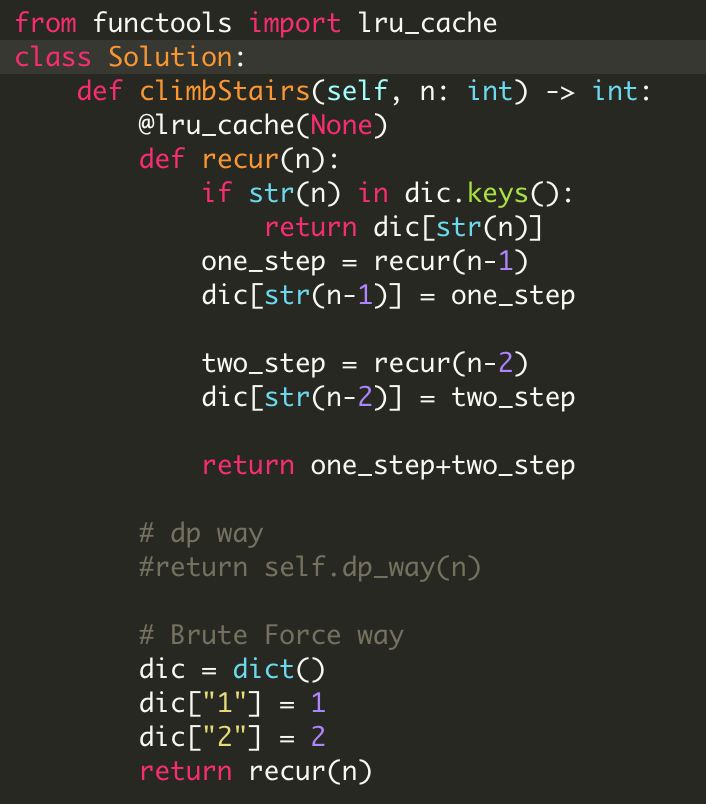 from functools import lru_cache
class Solution:
    def climbStairs(self, n: int) -> int:
        @lru_cache(None)
        def recur(n):
            if str(n) in dic.keys():
                return dic[str(n)]
            one_step = recur(n-1)
            dic[str(n-1)] = one_step

            two_step = recur(n-2)
            dic[str(n-2)] = two_step

            return one_step+two_step

        # dp way
        #return self.dp_way(n)

        # Brute Force way
        dic = dict()
        dic["1"] = 1
        dic["2"] = 2
        return recur(n)